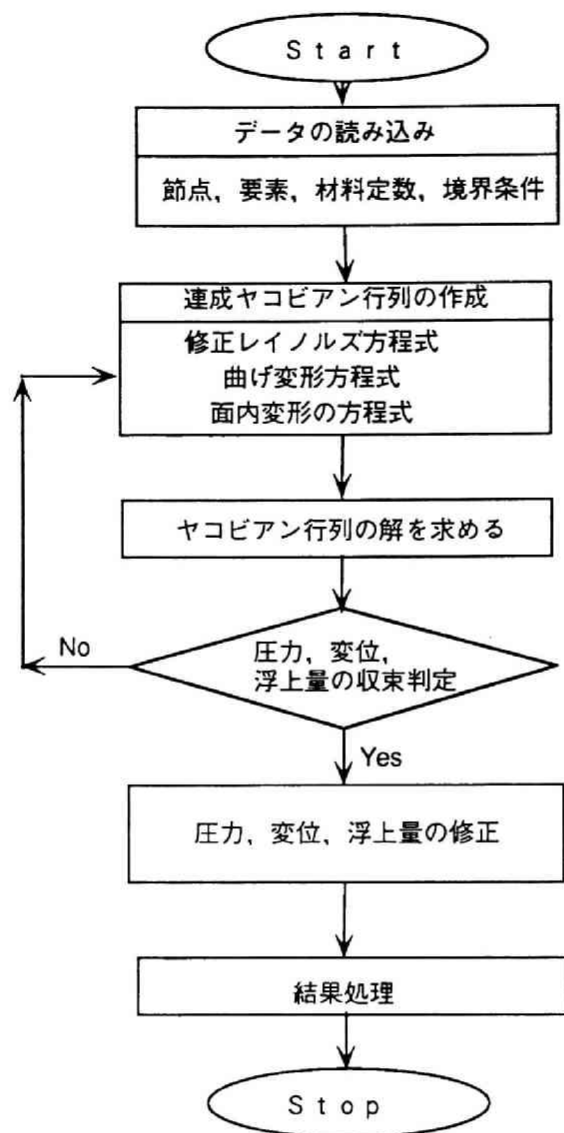 Start
データの読み込み
節点，要素，材料定数，境界条件
連成ヤコビアン行列の作成
修正レイノルズ方程式
曲げ変形方程式
面内変形の方程式
ヤコビアン行列の解を求める
No
圧力，変位，
浮上量の収束判定
Yes
圧力，変位，浮上量の修正
結果処理
Stop